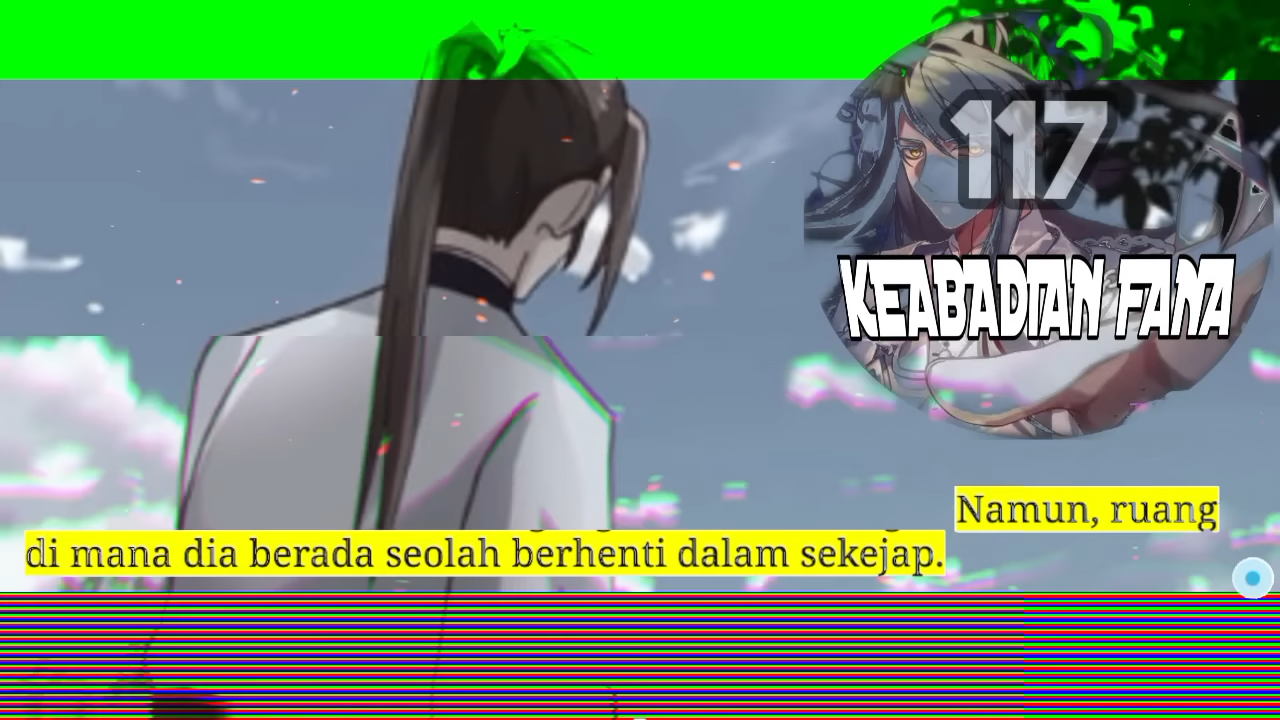 117
KEABADIAN FANA
Namun, ruang
di mana dia berada seolah berhenti dalam sekejap.